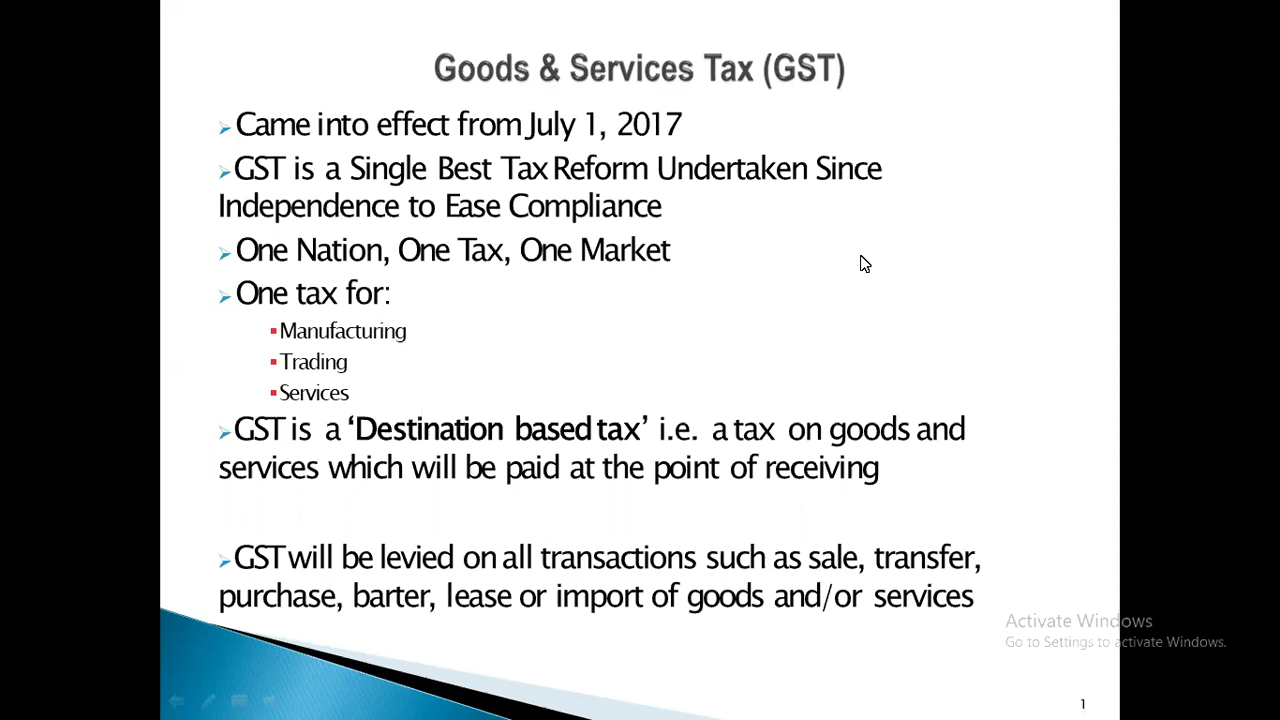 Goods & Services Tax (GST)
Came into effect from July 1, 2017
GST is a Single Best Tax Reform Undertaken Since
Independence to Ease Compliance
One Nation, One Tax, One Market
One tax for:
Manufacturing
Trading
Services
GST is a ‘Destination based tax’ i.e. a tax on goods and
services which will be paid at the point of receiving
GST will be levied on all transactions such as sale, transfer,
purchase, barter, lease or import of goods and/or services
Activate Windows
Go to Settings to activate Windows.
1